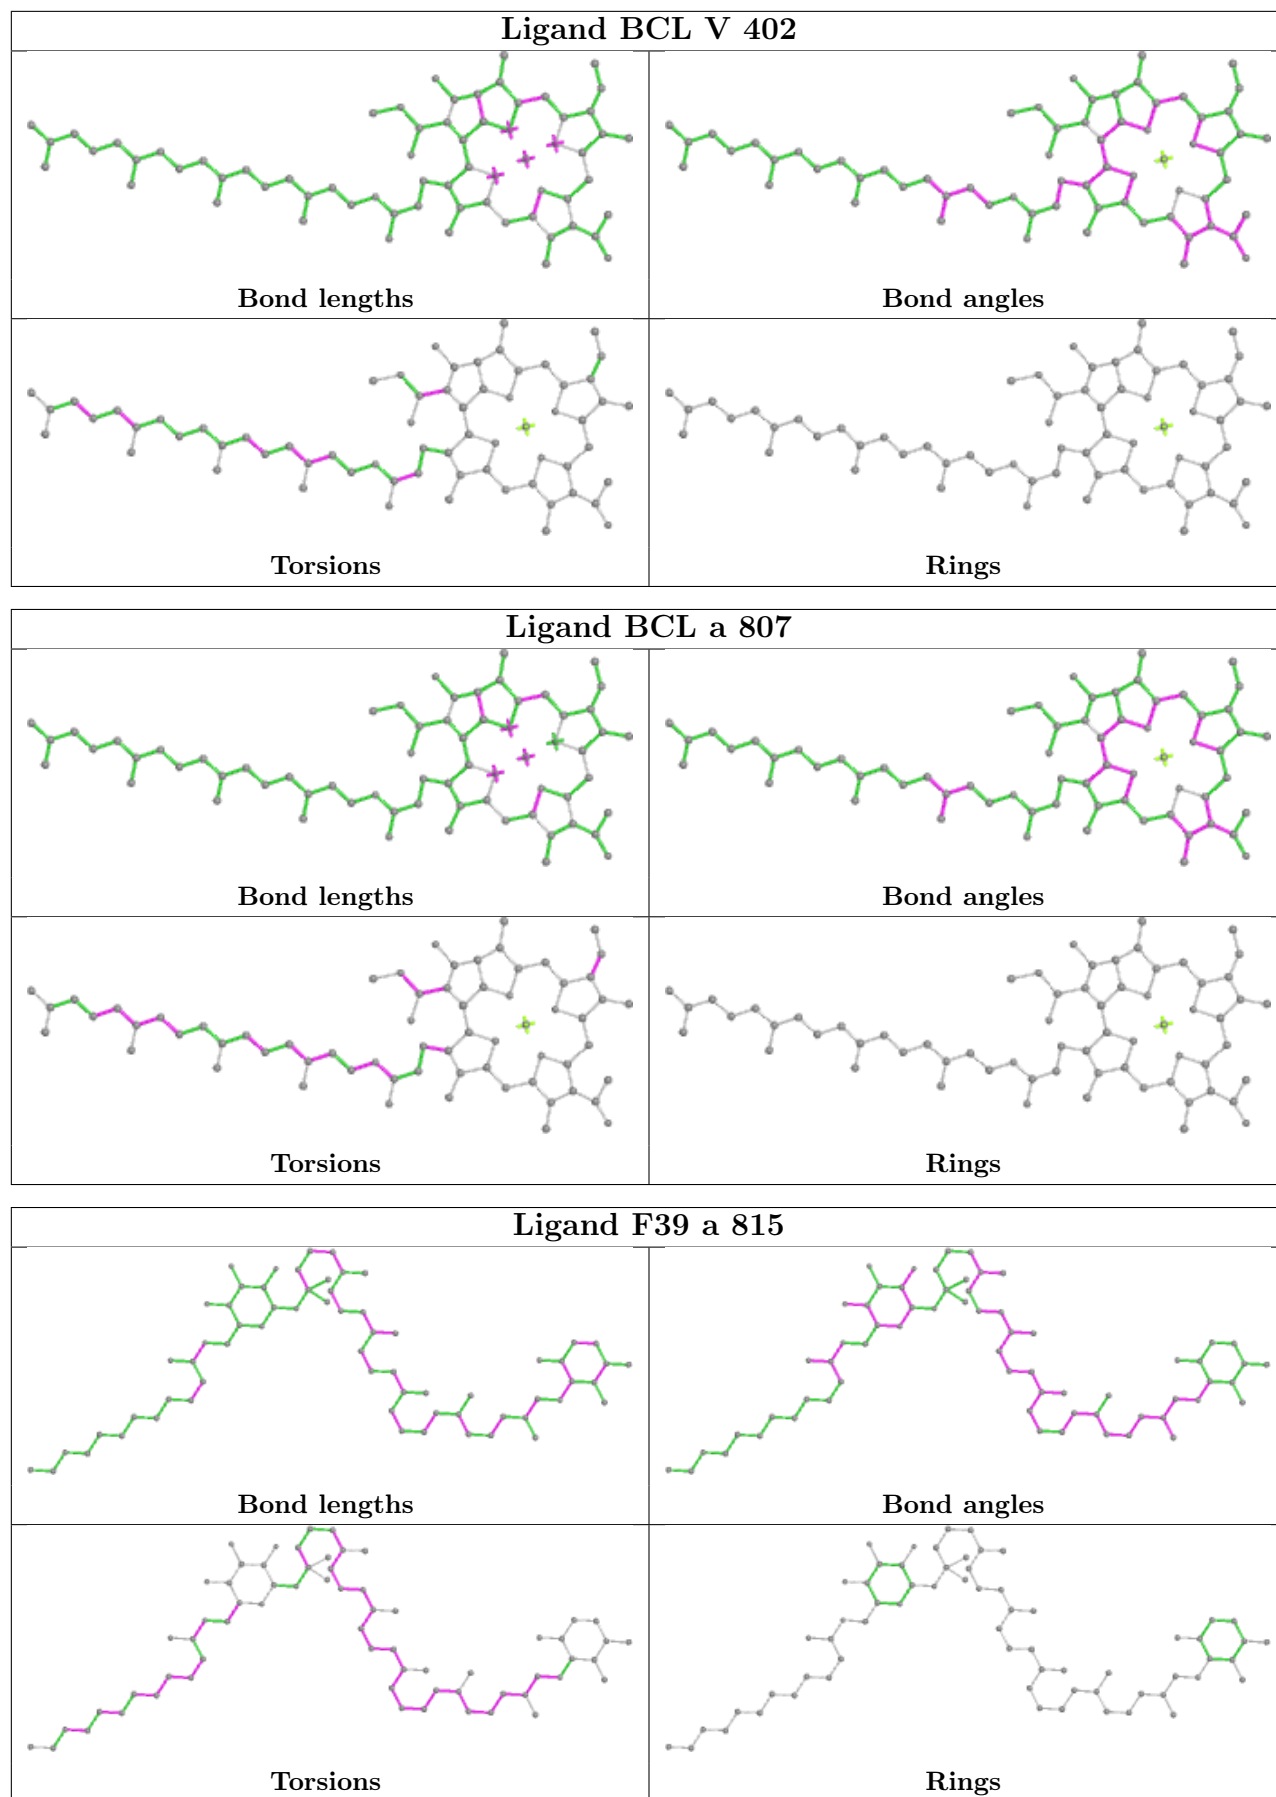 Ligand BCL V 402
Bond lengths
Bond angles
Torsions
Rings
Ligand BCL a 807
Bond lengths
Bond angles
Torsions
Rings
Ligand F39 a 815
Bond lengths
Bond angles
Torsions
Rings